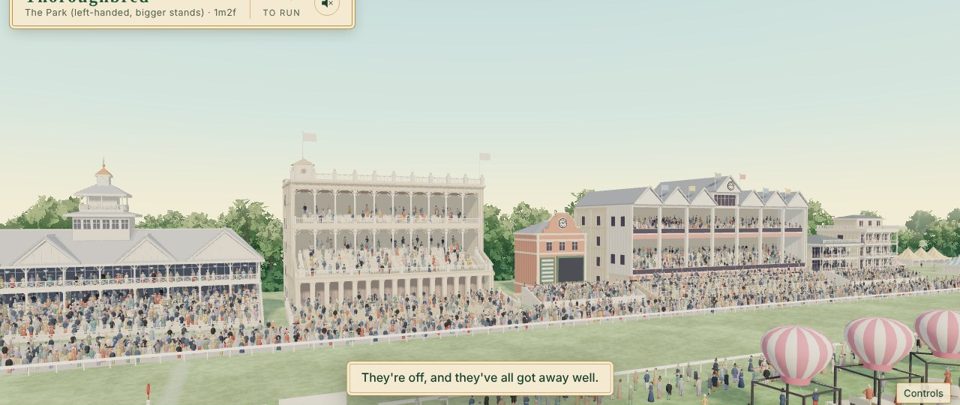 Thoroughbred
The Park (left-handed, bigger stands) · 1m2f
TO RUN
They're off, and they've all got away well.
Controls